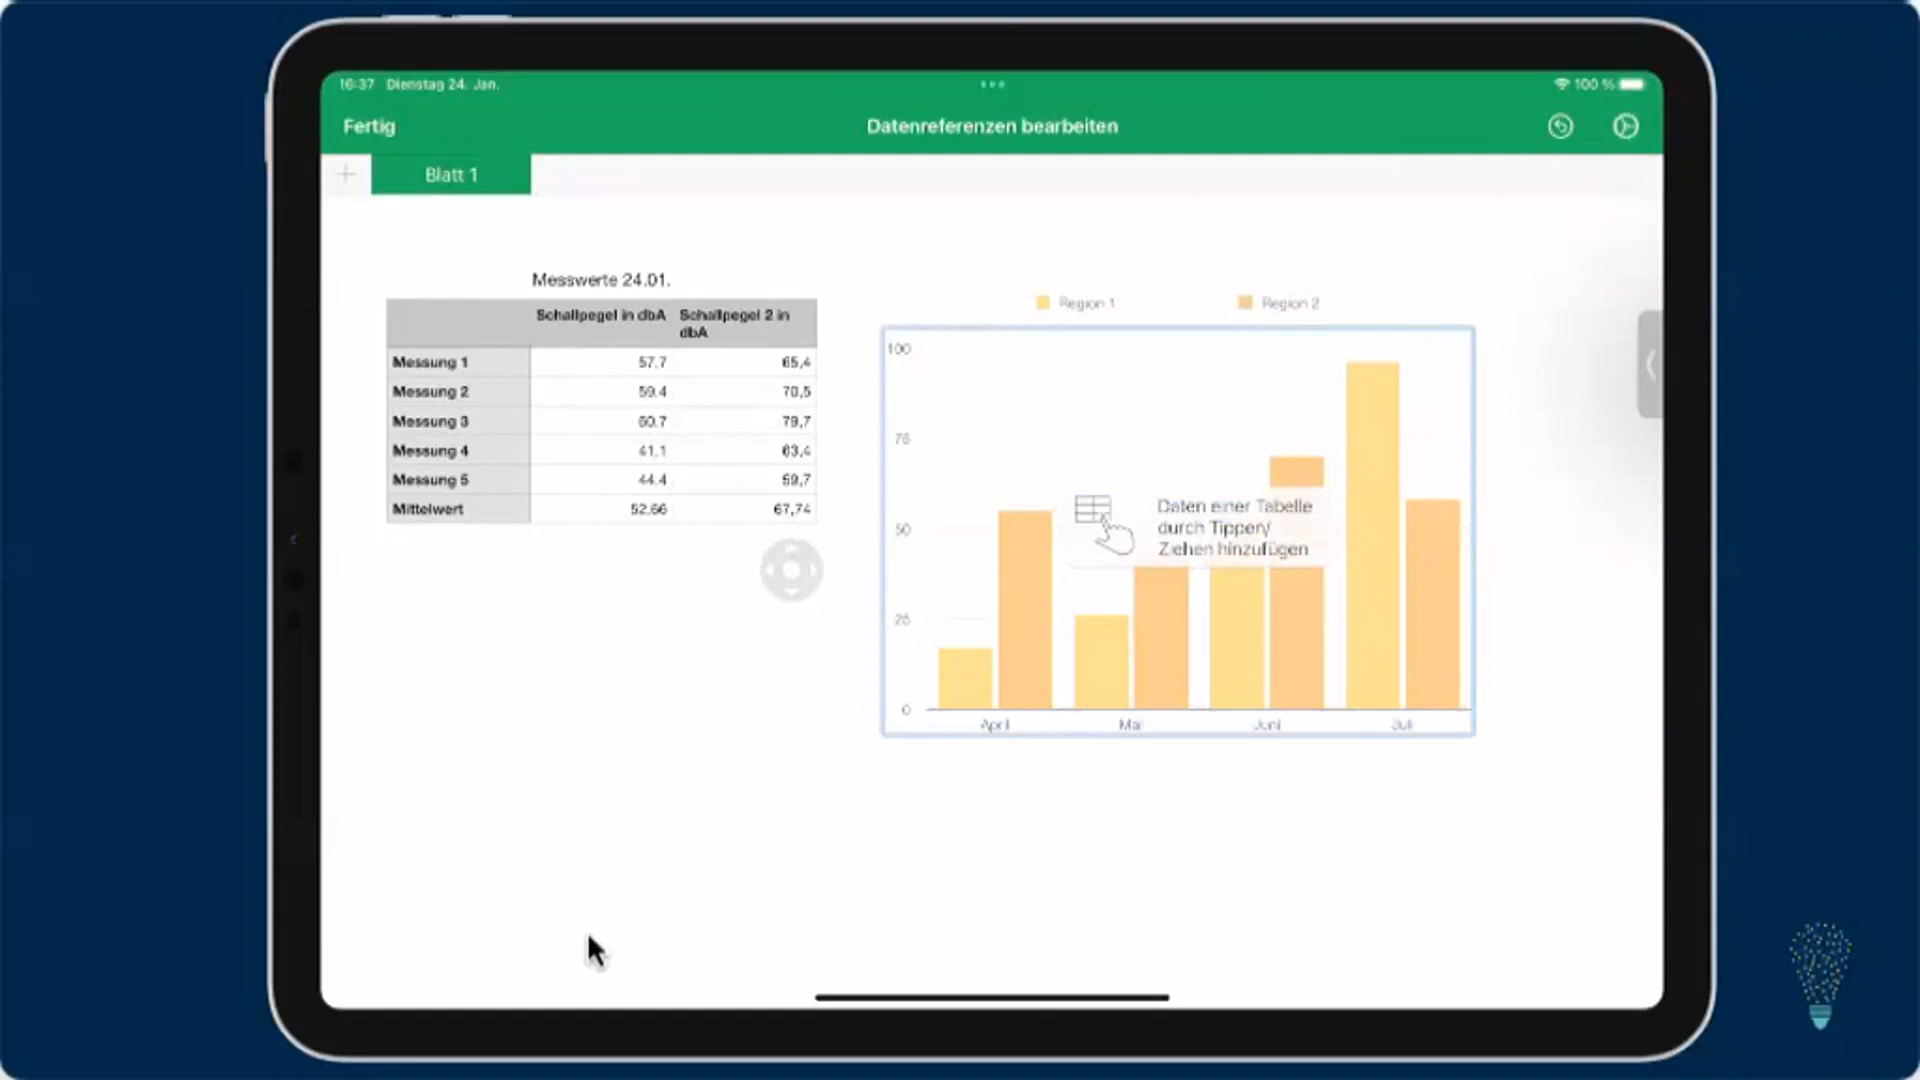 16:37 Dienstag 24. Jan.
100 %
Fertig
Datenreferenzen bearbeiten
Blatt 1
Messwerte 24.01.
Schallpegel in dbA
Schallpegel 2 in
dbA
Messung 1 57,7 65,4
Messung 2 59,4 70,5
Messung 3 60,7 79,7
Messung 4 41,1 63,4
Messung 5 44,4 59,7
Mittelwert 52,66 67,74
Region 1
Region 2
100
75
50
25
0
Daten einer Tabelle
durch Tippen/
Ziehen hinzufügen
April
Mai
Juni
Juli